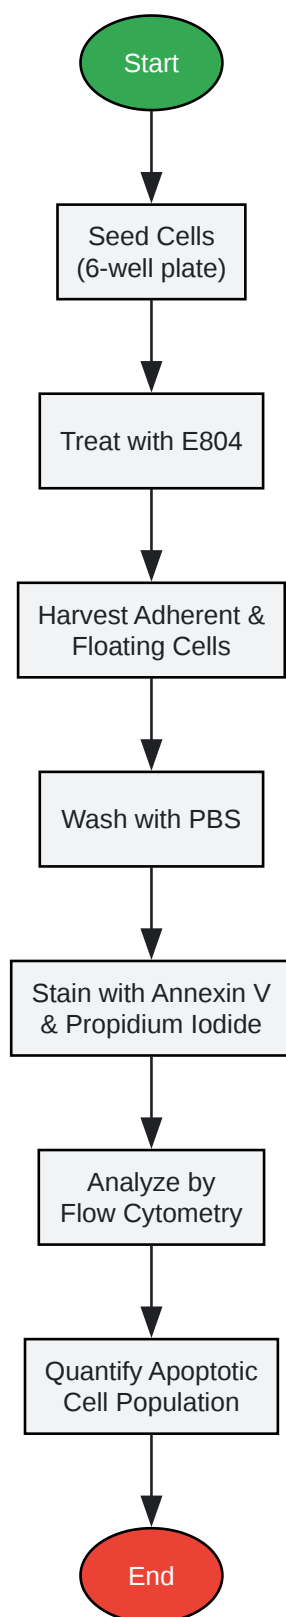 Start
Seed Cells
(6-well plate)
Treat with E804
Harvest Adherent &
Floating Cells
Wash with PBS
Stain with Annexin V
& Propidium Iodide
Analyze by
Flow Cytometry
Quantify Apoptotic
Cell Population
End